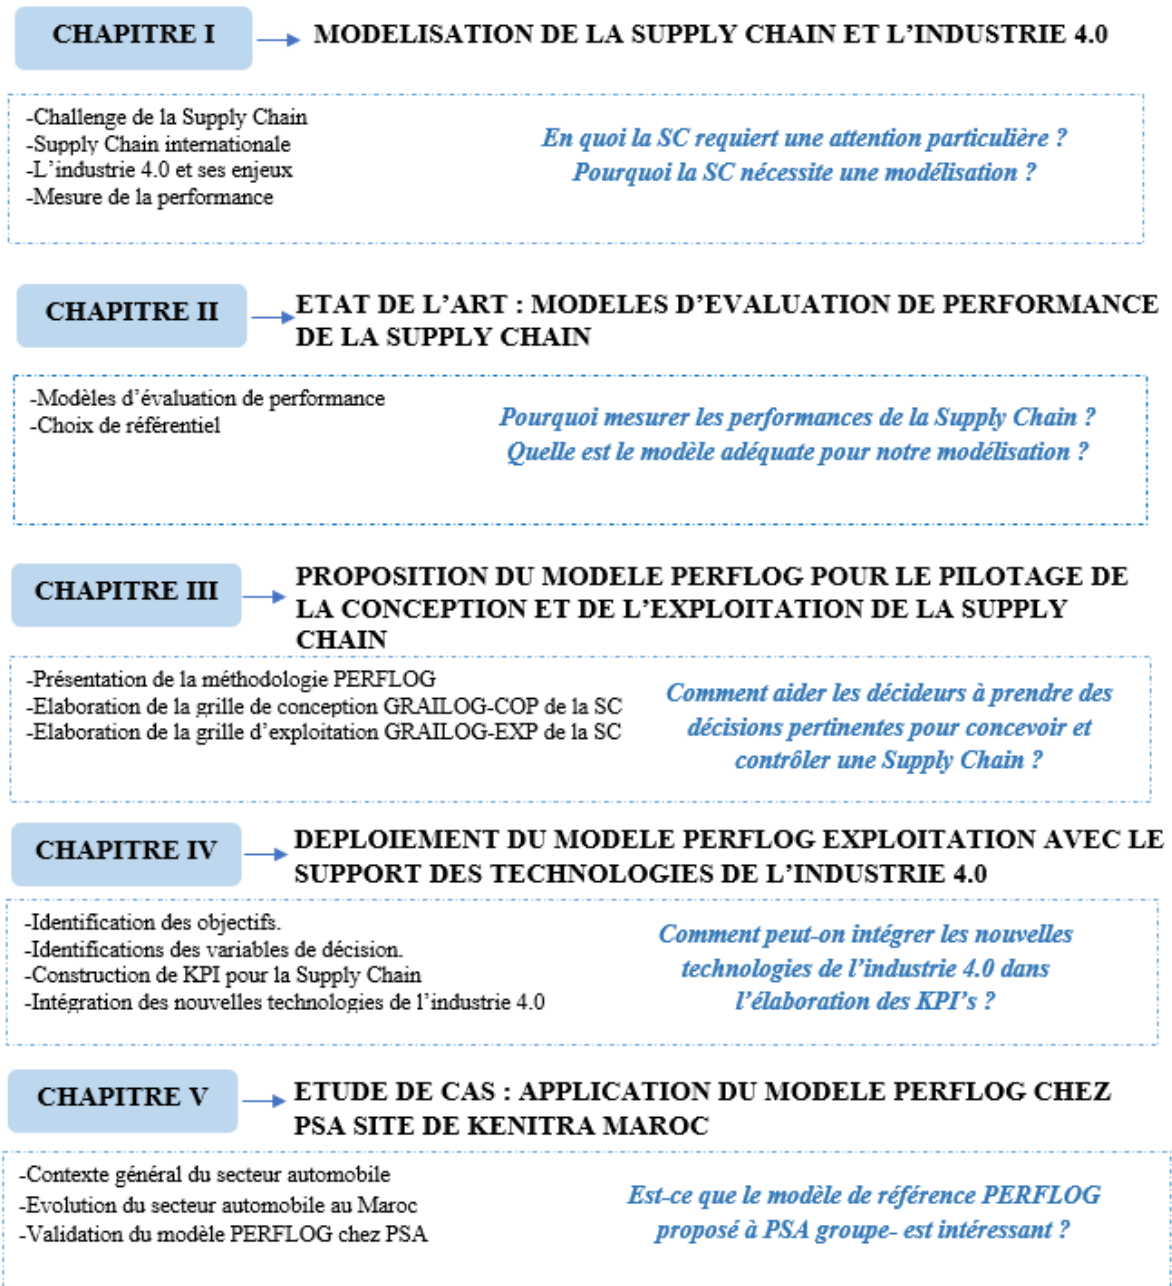 CHAPITRE I
MODELISATION DE LA SUPPLY CHAIN ET L'INDUSTRIE 4.0
-Challenge de la Supply Chain
-Supply Chain internationale
-L'industrie 4.0 et ses enjeux
-Mesure de la performance
En quoi la SC requiert une attention particulière ?
Pourquoi la SC nécessite une modélisation ?
CHAPITRE II
ETAT DE L'ART : MODELES D'EVALUATION DE PERFORMANCE
DE LA SUPPLY CHAIN
-Modèles d'évaluation de performance
-Choix de référentiel
Pourquoi mesurer les performances de la Supply Chain ?
Quelle est le modèle adéquate pour notre modélisation ?
CHAPITRE III
PROPOSITION DU MODELE PERFLOG POUR LE PILOTAGE DE
LA CONCEPTION ET DE L'EXPLOITATION DE LA SUPPLY
CHAIN
-Présentation de la méthodologie PERFLOG
-Elaboration de la grille de conception GRAILOG-COP de la SC
-Elaboration de la grille d'exploitation GRAILOG-EXP de la SC
Comment aider les décideurs à prendre des
décisions pertinentes pour concevoir et
contrôler une Supply Chain ?
CHAPITRE IV
DEPLOIEMENT DU MODELE PERFLOG EXPLOITATION AVEC LE
SUPPORT DES TECHNOLOGIES DE L'INDUSTRIE 4.0
-Identification des objectifs.
-Identifications des variables de décision.
-Construction de KPI pour la Supply Chain
-Intégration des nouvelles technologies de l'industrie 4.0
Comment peut-on intégrer les nouvelles
technologies de l'industrie 4.0 dans
l'élaboration des KPI's ?
CHAPITRE V
ETUDE DE CAS : APPLICATION DU MODELE PERFLOG CHEZ
PSA SITE DE KENITRA MAROC
-Contexte général du secteur automobile
-Evolution du secteur automobile au Maroc
-Validation du modèle PERFLOG chez PSA
Est-ce que le modèle de référence PERFLOG
proposé à PSA groupe- est intéressant ?